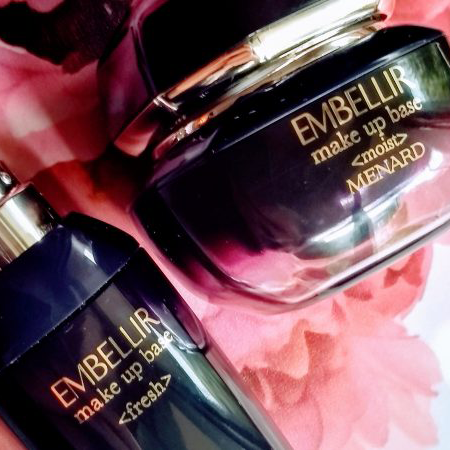 EMBELLIR
make up base
<moist>
MENARD
EMBELLIR
make up base
<fresh>